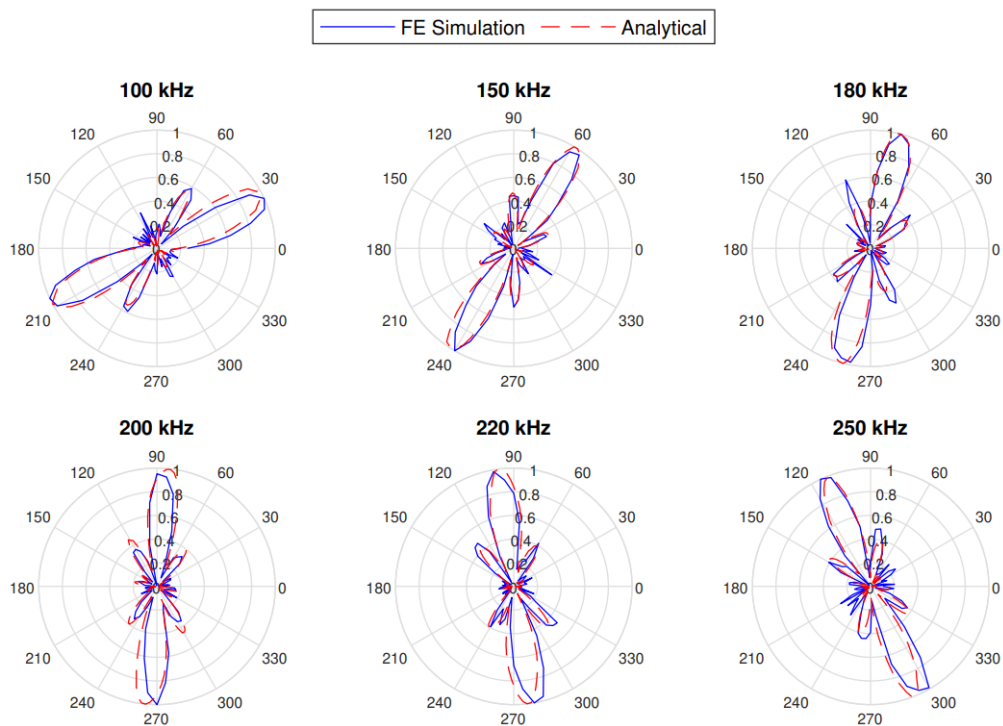 FE Simulation Analytical
100 kHz 150 kHz 180 kHz
90 90 90
120 1 60 120 1 60 120 1 60
0.8 0.8 0.8
150 0.6 30 150 0.6 30 150 0.6 30
0.4 0.4 0.4
0.2 0.2 0.2
180 0 0 180 0 0 180 0 0
210 330 210 330 210 330
240 300 240 300 240 300
270 270 270
200 kHz 220 kHz 250 kHz
90 90 90
120 1 60 120 1 60 120 1 60
0.8 0.8 0.8
150 0.6 30 150 0.6 30 150 0.6 30
0.4 0.4 0.4
0.2 0.2 0.2
180 0 0 180 0 0 180 0 0
210 330 210 330 210 330
240 300 240 300 240 300
270 270 270